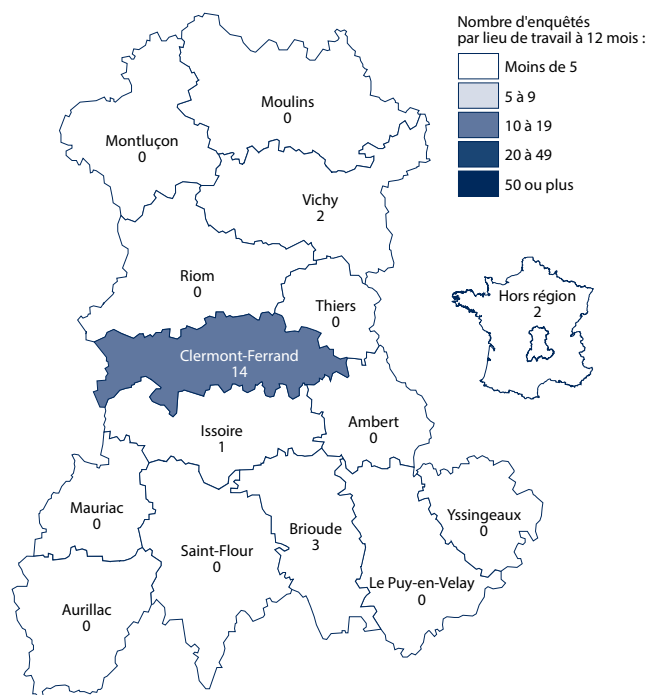 Nombre d'enquêtés
par lieu de travail à 12 mois :
Moins de 5
5 à 9
10 à 19
20 à 49
50 ou plus
Moulins
0
Montluçon
0
Vichy
2
Riom
0
Thiers
0
Hors région
2
Clermont-Ferrand
14
Ambert
0
Issoire
1
Mauriac
0
Saint-Flour
0
Brioude
3
Yssingeaux
0
Le Puy-en-Velay
0
Aurillac
0